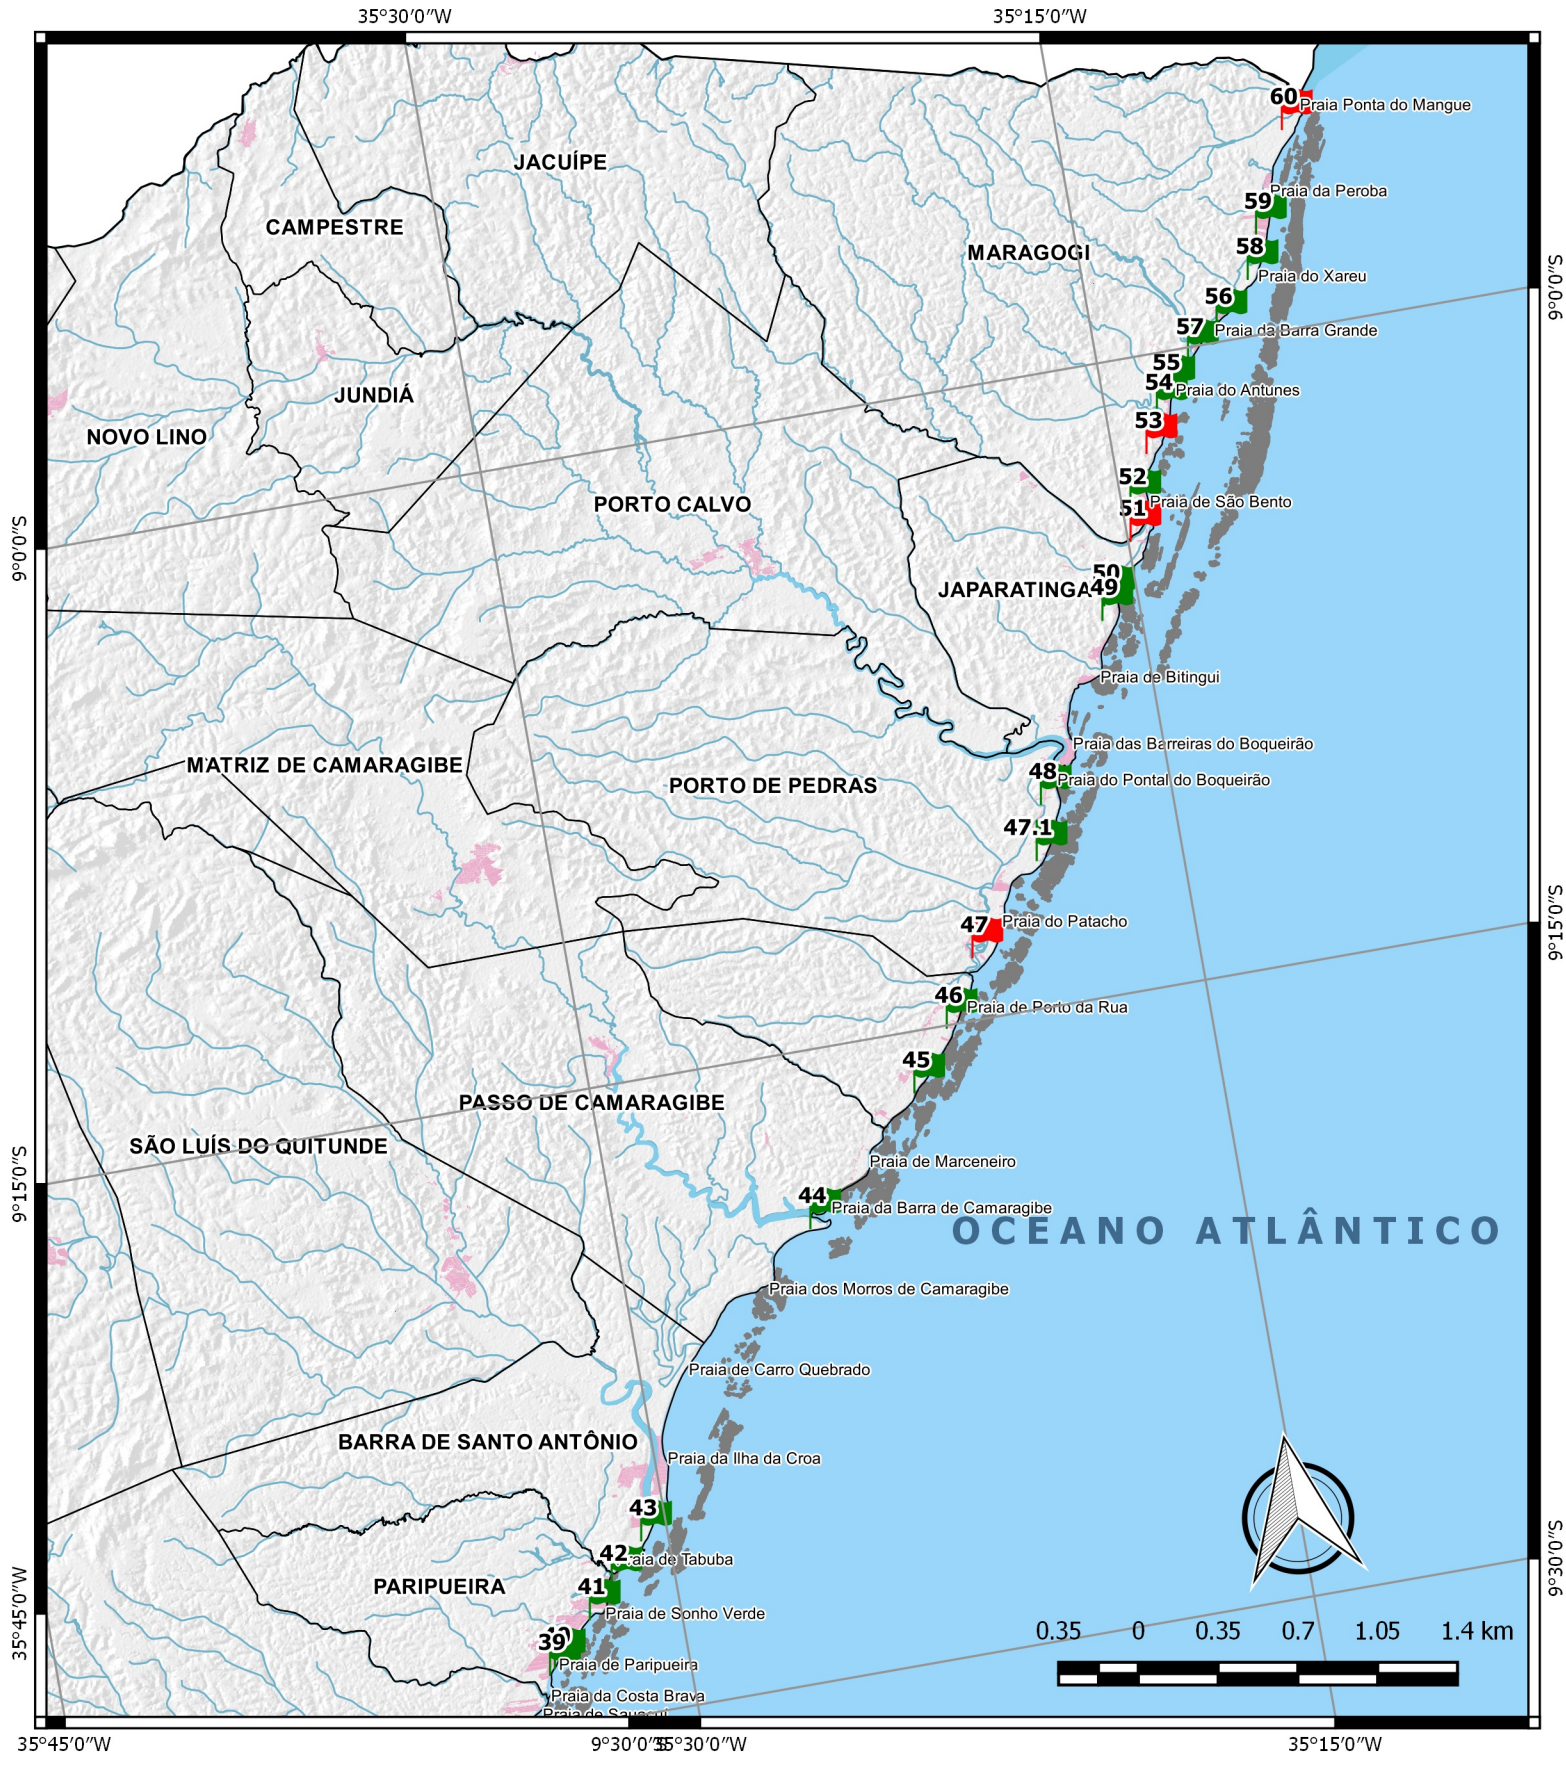 35°30′0″W
35°15′0″W
60
Praia Ponta do Mangue
JACUÍPE
Praia da Peroba
59
CAMPESTRE
58
MARAGOGI
Praia do Xareu
9°0′0″S
56
57
Praia da Barra Grande
55
54
Praia do Antunes
JUNDIÁ
53
NOVO LINO
52
Praia de São Bento
51
PORTO CALVO
9°0′0″S
50
JAPARATINGA
49
Praia de Bitingui
Praia das Barreiras do Boqueirão
MATRIZ DE CAMARAGIBE
48
Praia do Pontal do Boqueirão
PORTO DE PEDRAS
47.1
47
Praia do Patacho
9°15′0″S
46
Praia de Porto da Rua
45
PASSO DE CAMARAGIBE
SÃO LUÍS DO QUITUNDE
Praia de Marceneiro
9°15′0″S
44
Praia da Barra de Camaragibe
OCEANO ATLÂNTICO
Praia dos Morros de Camaragibe
Praia de Carro Quebrado
BARRA DE SANTO ANTÔNIO
Praia da Ilha da Croa
43
42
de Tabuba
9°30′0″S
PARIPUEIRA
41
Praia de Sonho Verde
35°45′0″W
39
Praia de Paripueira
0.35 0 0.35 0.7 1.05 1.4 km
Praia da Costa Brava
Praia de
35°45′0″W
9°30′0″S
35°30′0″W
35°15′0″W